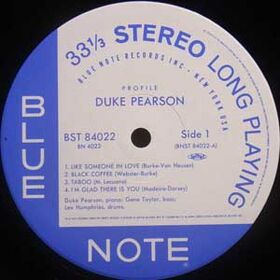 33⅓ STEREO LONG PLAYING
BLUE NOTE RECORDS INC. · NEW YORK USA
PROFILE
DUKE PEARSON
BST 84022
Side 1
BN 4022
(BNST 84022-A)
1. LIKE SOMEONE IN LOVE (Burke-Van Heusen)
2. BLACK COFFEE (Webster-Burke)
3. TABOO (M. Lecuona)
4. I'M GLAD THERE IS YOU (Madeira-Dorsey)
Duke Pearson, piano; Gene Taylor, bass;
Lex Humphries, drums.
BLUE
NOTE